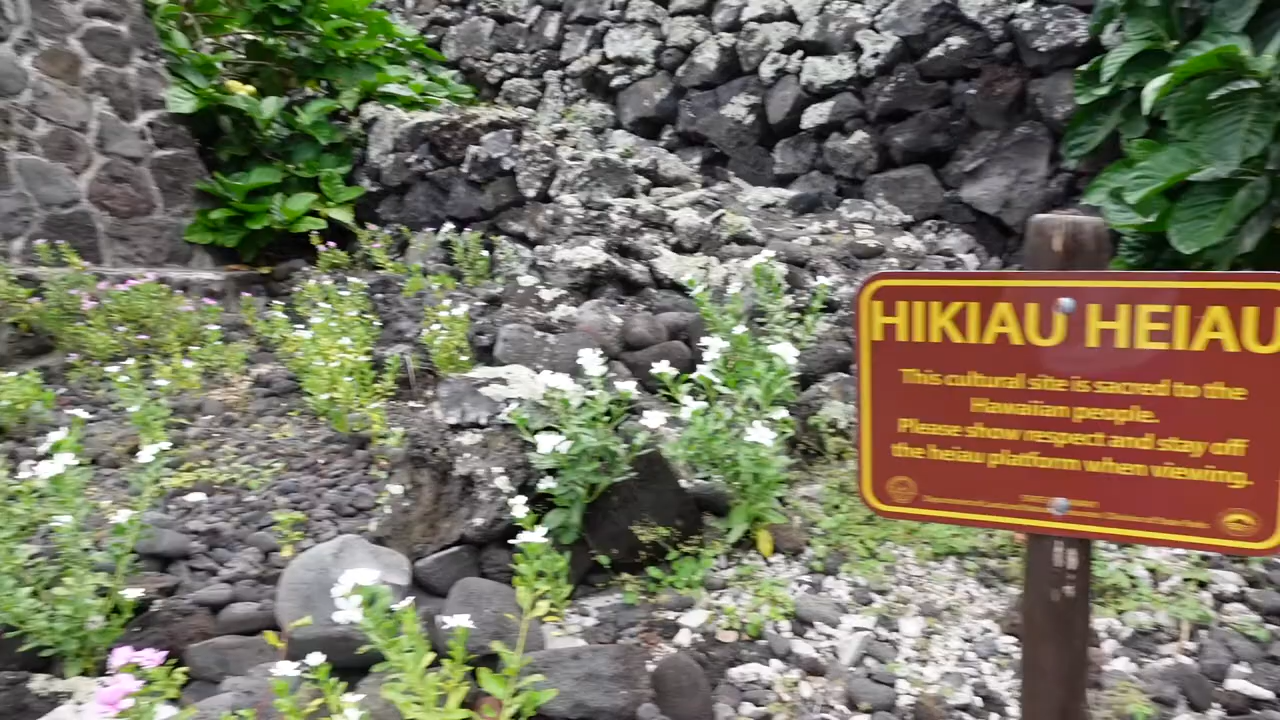 HIKIAU HEIAU
This cultural site is sacred to the
Hawaiian people.
Please show respect and stay off
the heiau platform when viewing.